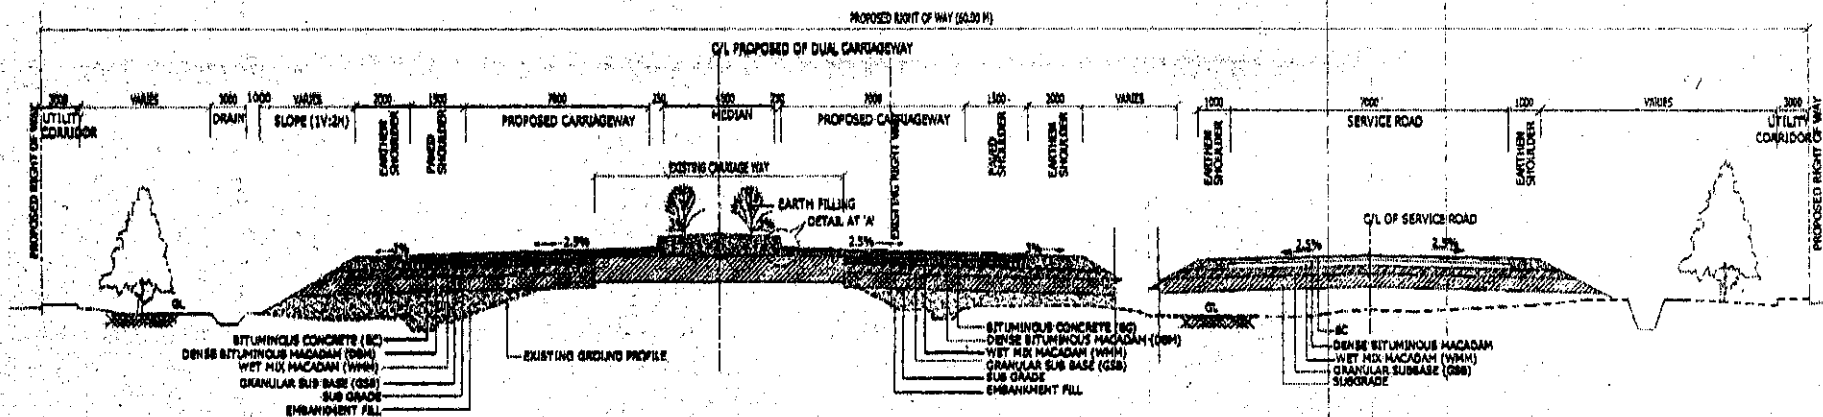 PROPOSED RIGHT OF WAY (60.00 M)
C/L PROPOSED OF DUAL CARRIAGEWAY
VARIES 1000 1000 VARIES 2000 1500 7000 4500 7000 1500 2000 VARIES 1000 7000 1000 VARIES 3000
UTILITY CORRIDOR
DRAIN
SLOPE (1V:2H)
EARTHEN SHOULDER
PAVED SHOULDER
PROPOSED CARRIAGEWAY
MEDIAN
PROPOSED CARRIAGEWAY
PAVED SHOULDER
EARTHEN SHOULDER
EARTHEN SHOULDER
SERVICE ROAD
EARTHEN SHOULDER
UTILITY CORRIDOR
PROPOSED RIGHT OF WAY
EXISTING RIGHT WAY
PROPOSED RIGHT OF WAY
EXISTING CARRIAGE WAY
EARTH FILLING
DETAIL AT 'A'
C/L OF SERVICE ROAD
2.5%
2.5%
2.5%
2.5%
GL
GL
BITUMINOUS CONCRETE (BC)
DENSE BITUMINOUS MACADAM (DBM)
WET MIX MACADAM (WMM)
GRANULAR SUB BASE (GSB)
SUB GRADE
EMBANKMENT FILL
EXISTING GROUND PROFILE
BITUMINOUS CONCRETE (BC)
DENSE BITUMINOUS MACADAM (DBM)
WET MIX MACADAM (WMM)
GRANULAR SUB BASE (GSB)
SUB GRADE
EMBANKMENT FILL
BC
DENSE BITUMINOUS MACADAM
WET MIX MACADAM (WMM)
GRANULAR SUBBASE (GSB)
SUBGRADE